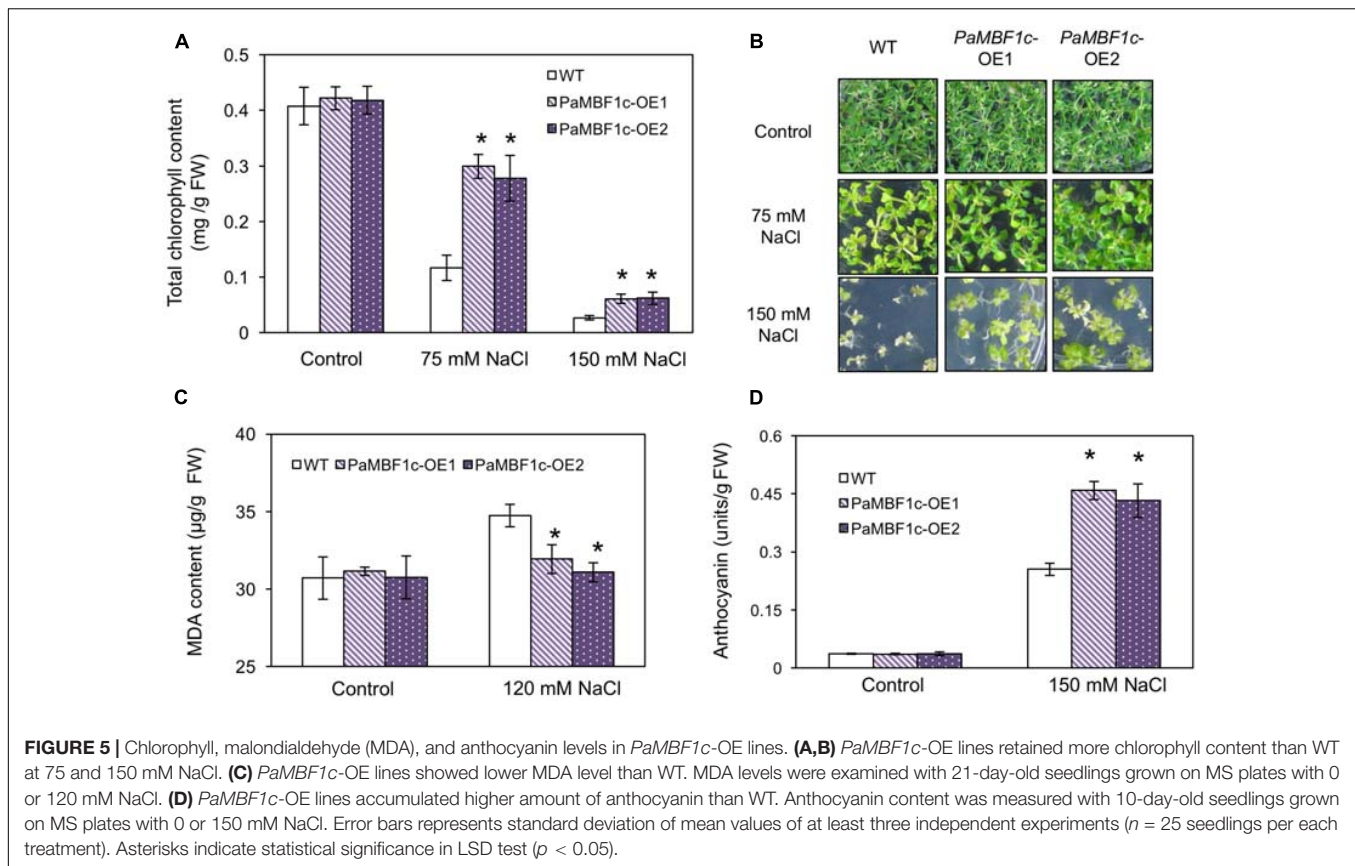 A
Total chlorophyll content
(mg /g FW)
0.5
0.4
0.3
0.2
0.1
0
WT
PaMBF1c-OE1
PaMBF1c-OE2
* *
* *
Control 75 mM NaCl 150 mM NaCl
B
WT PaMBF1c-OE1 PaMBF1c-OE2
Control
75 mM
NaCl
150 mM
NaCl
C
MDA content (µg/g FW)
40
35
30
25
WT PaMBF1c-OE1 PaMBF1c-OE2
* *
Control 120 mM NaCl
D
Anthocyanin (units/g FW)
0.6
0.45
0.3
0.15
0
WT
PaMBF1c-OE1
PaMBF1c-OE2
* *
Control 150 mM NaCl
FIGURE 5 | Chlorophyll, malondialdehyde (MDA), and anthocyanin levels in PaMBF1c-OE lines. (A,B) PaMBF1c-OE lines retained more chlorophyll content than WT
at 75 and 150 mM NaCl. (C) PaMBF1c-OE lines showed lower MDA level than WT. MDA levels were examined with 21-day-old seedlings grown on MS plates with 0
or 120 mM NaCl. (D) PaMBF1c-OE lines accumulated higher amount of anthocyanin than WT. Anthocyanin content was measured with 10-day-old seedlings grown
on MS plates with 0 or 150 mM NaCl. Error bars represents standard deviation of mean values of at least three independent experiments (n = 25 seedlings per each
treatment). Asterisks indicate statistical significance in LSD test (p < 0.05).